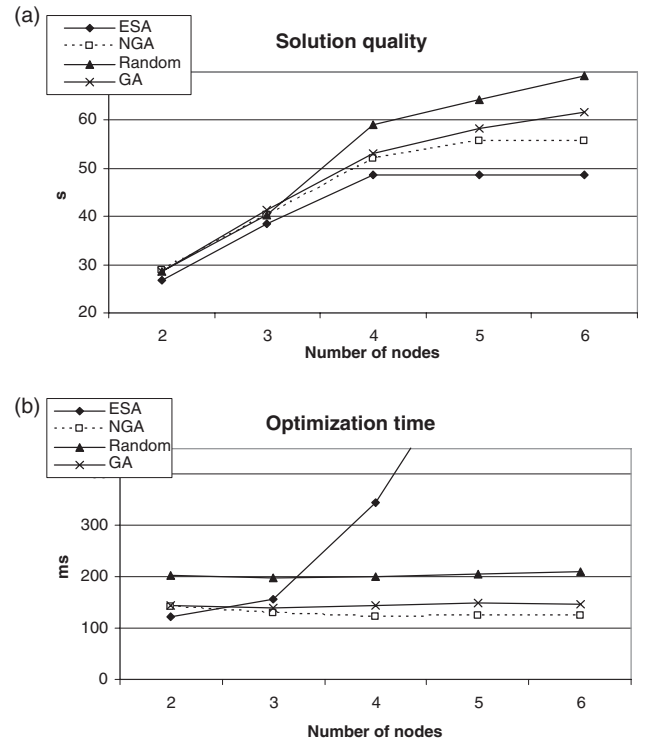 (a)
ESA
NGA
Random
GA
Solution quality
60
50
40
30
20
s
2 3 4 5 6
Number of nodes
(b)
ESA
NGA
Random
GA
Optimization time
300
200
100
0
ms
2 3 4 5 6
Number of nodes